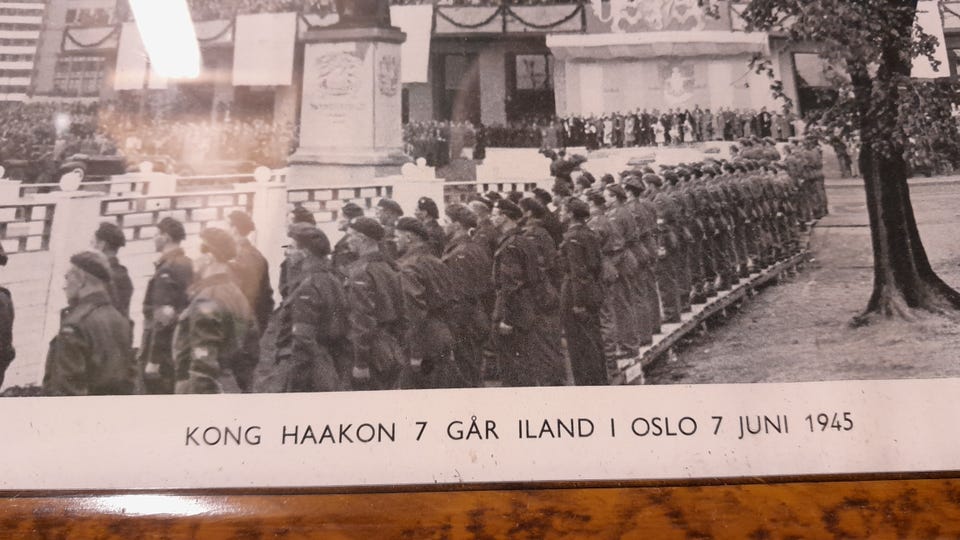 KONG HAAKON 7 GÅR ILAND I OSLO 7 JUNI 1945